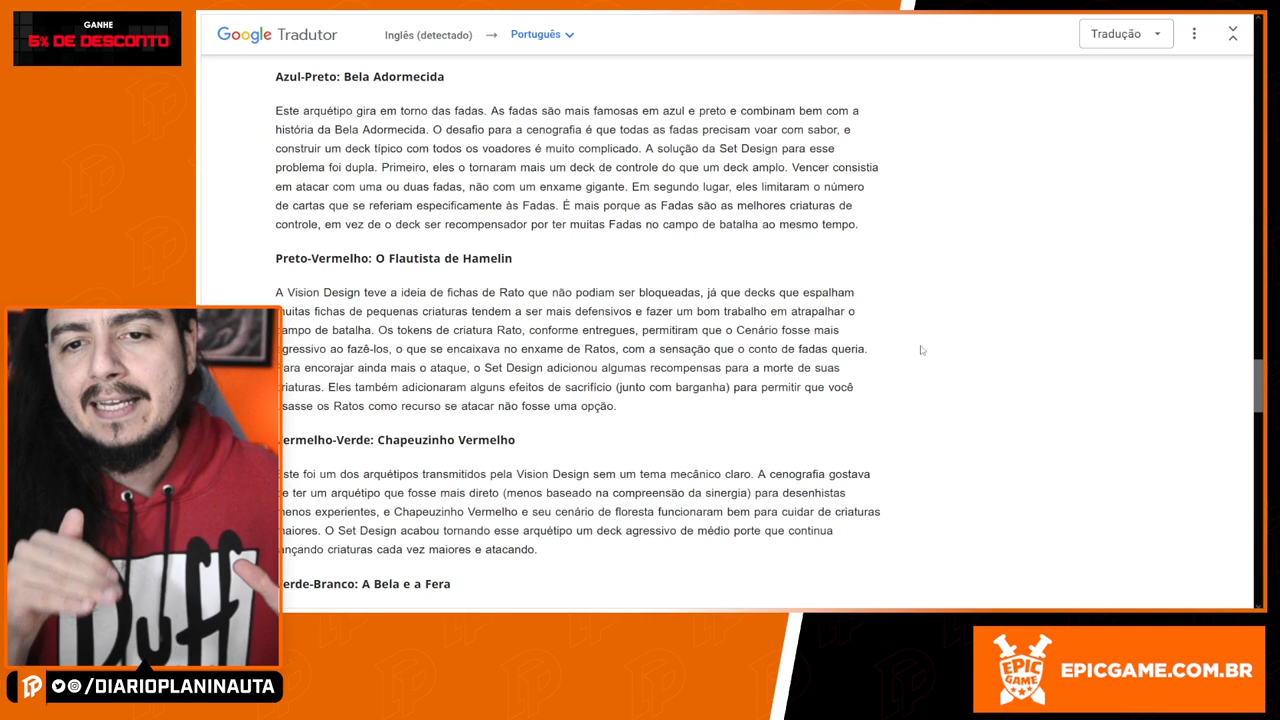 GANHE
5% DE DESCONTO
Google Tradutor
Inglês (detectado) → Português
Tradução
Azul-Preto: Bela Adormecida
Este arquétipo gira em torno das fadas. As fadas são mais famosas em azul e preto e combinam bem com a
história da Bela Adormecida. O desafio para a cenografia é que todas as fadas precisam voar com sabor, e
construir um deck típico com todos os voadores é muito complicado. A solução da Set Design para esse
problema foi dupla. Primeiro, eles o tornaram mais um deck de controle do que um deck amplo. Vencer consistia
em atacar com uma ou duas fadas, não com um enxame gigante. Em segundo lugar, eles limitaram o número
de cartas que se referiam especificamente às Fadas. É mais porque as Fadas são as melhores criaturas de
controle, em vez de o deck ser recompensador por ter muitas Fadas no campo de batalha ao mesmo tempo.
Preto-Vermelho: O Flautista de Hamelin
A Vision Design teve a ideia de fichas de Rato que não podiam ser bloqueadas, já que decks que espalham
muitas fichas de pequenas criaturas tendem a ser mais defensivos e fazer um bom trabalho em atrapalhar o
campo de batalha. Os tokens de criatura Rato, conforme entregues, permitiram que o Cenário fosse mais
agressivo ao fazê-los, o que se encaixava no enxame de Ratos, com a sensação que o conto de fadas queria.
Para encorajar ainda mais o ataque, o Set Design adicionou algumas recompensas para a morte de suas
criaturas. Eles também adicionaram alguns efeitos de sacrifício (junto com barganha) para permitir que você
usasse os Ratos como recurso se atacar não fosse uma opção.
Vermelho-Verde: Chapeuzinho Vermelho
Este foi um dos arquétipos transmitidos pela Vision Design sem um tema mecânico claro. A cenografia gostava
de ter um arquétipo que fosse mais direto (menos baseado na compreensão da sinergia) para desenhistas
menos experientes, e Chapeuzinho Vermelho e seu cenário de floresta funcionaram bem para cuidar de criaturas
maiores. O Set Design acabou tornando esse arquétipo um deck agressivo de médio porte que continua
lançando criaturas cada vez maiores e atacando.
Verde-Branco: A Bela e a Fera
Duff
/DIARIOPLANINAUTA
EPIC GAME
EPICGAME.COM.BR